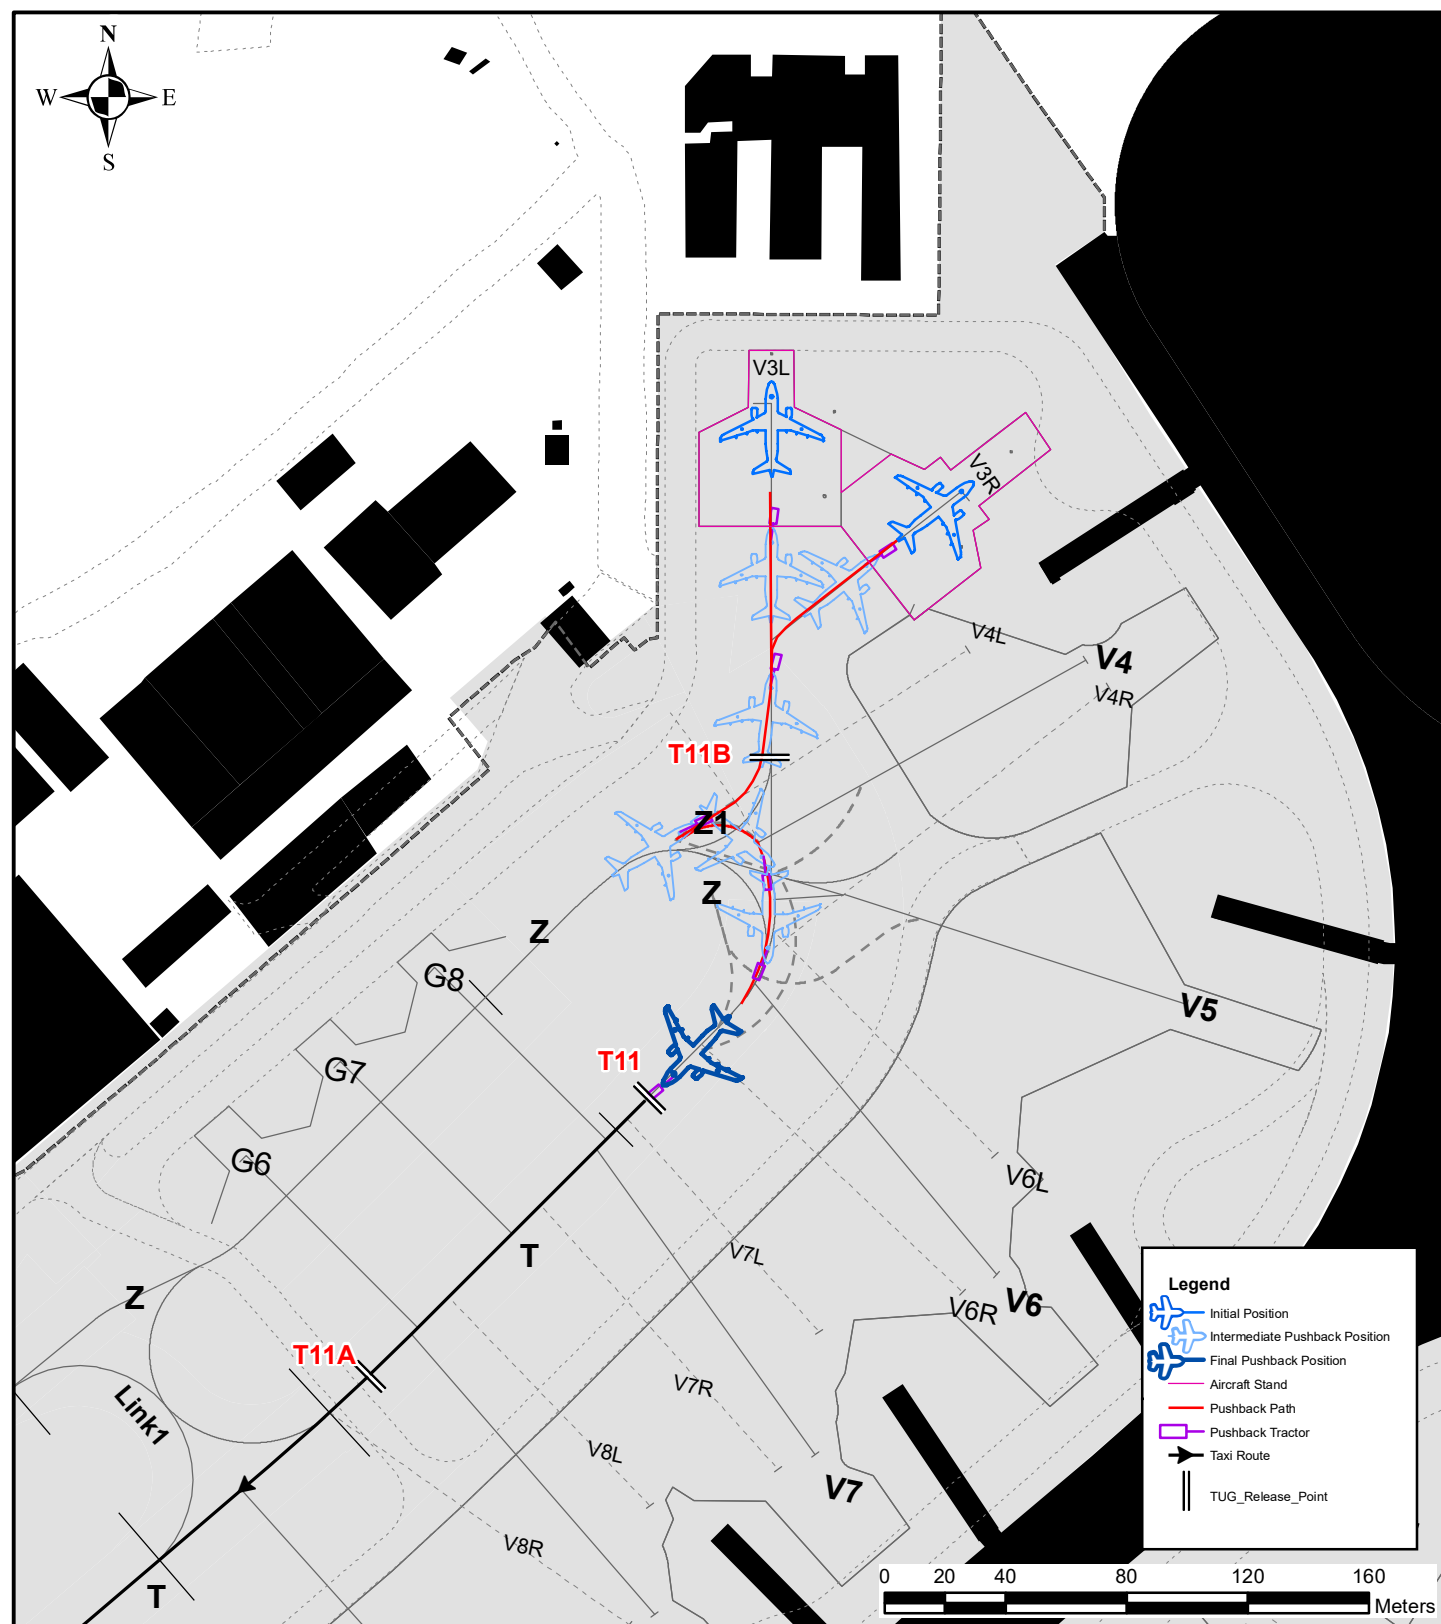 N
W E
S
V3L
V3R
V4L
V4
V4R
T11B
Z1
Z
Z
G8
V5
T11
G7
G6
V6L
T
V7L
Z
V6R
V6
T11A
V7R
Link1
V8L
V7
V8R
T
Legend
Initial Position
Intermediate Pushback Position
Final Pushback Position
Aircraft Stand
Pushback Path
Pushback Tractor
Taxi Route
TUG_Release_Point
0 20 40 80 120 160
Meters